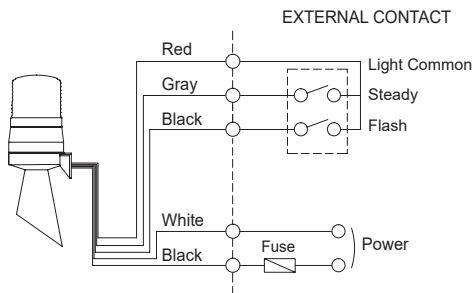 EXTERNAL CONTACT
Red
Light Common
Gray
Steady
Black
Flash
White
Fuse
Power
Black